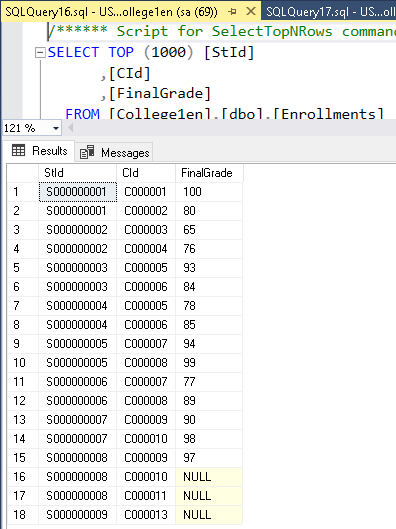 SQLQuery16.sql - US...ollege1en (sa (69)) SQLQuery17.sql - US...o
/****** Script for SelectTopNRows comman
SELECT TOP (1000) [StId]
,[CId]
,[FinalGrade]
FROM [College1en].[dbo].[Enrollments]
121 %
Results Messages
StId CId FinalGrade
1 S000000001 C000001 100
2 S000000001 C000002 80
3 S000000002 C000003 65
4 S000000002 C000004 76
5 S000000003 C000005 93
6 S000000003 C000006 84
7 S000000004 C000005 78
8 S000000004 C000006 85
9 S000000005 C000007 94
10 S000000005 C000008 99
11 S000000006 C000007 77
12 S000000006 C000008 89
13 S000000007 C000009 90
14 S000000007 C000010 98
15 S000000008 C000009 97
16 S000000008 C000010 NULL
17 S000000008 C000011 NULL
18 S000000009 C000013 NULL